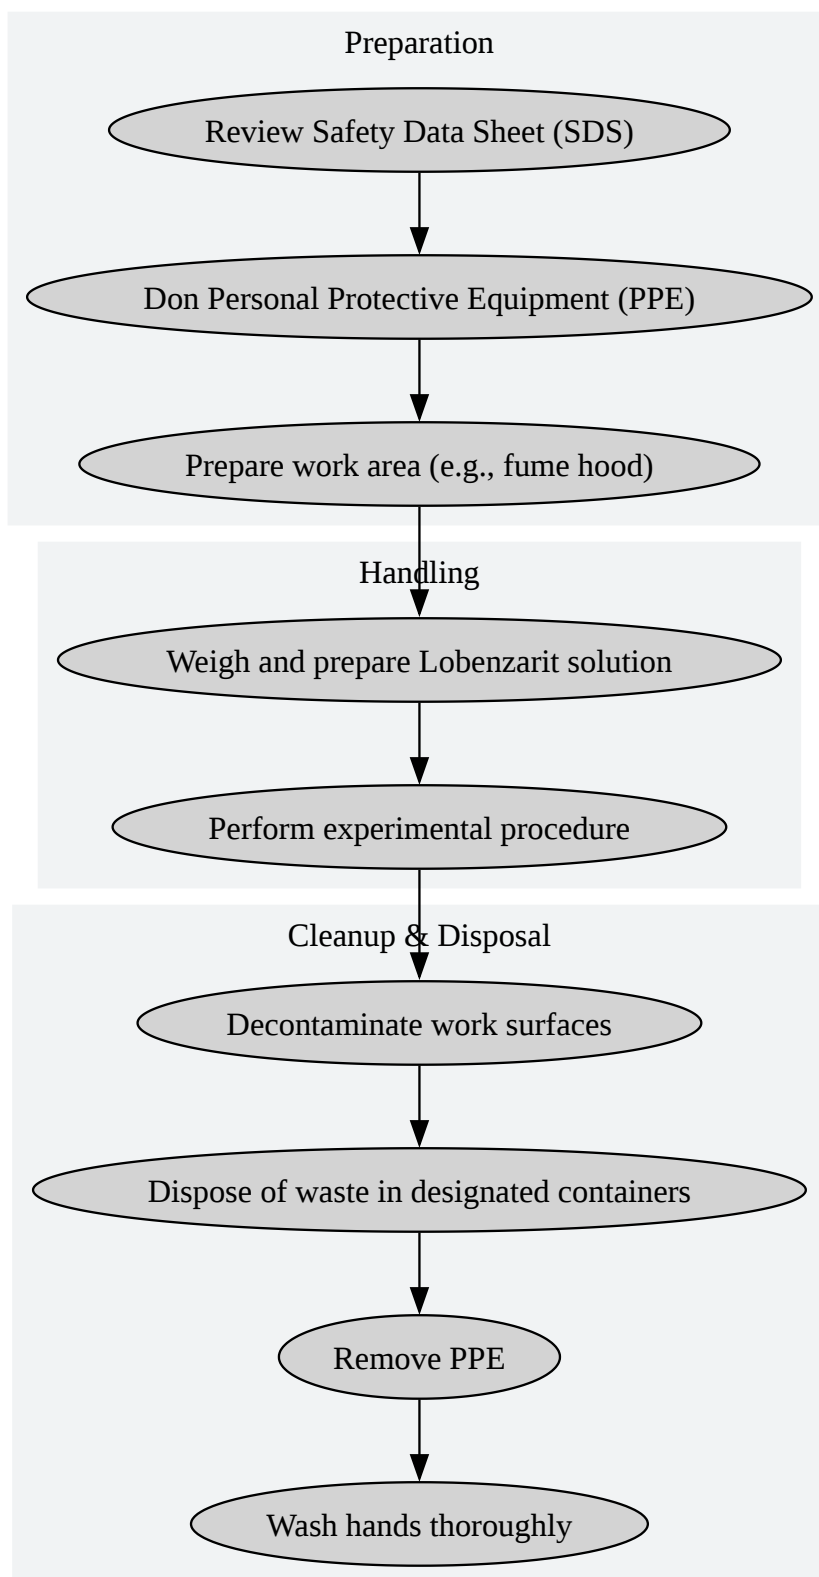 Preparation
Review Safety Data Sheet (SDS)
Don Personal Protective Equipment (PPE)
Prepare work area (e.g., fume hood)
Handling
Weigh and prepare Lobenzarit solution
Perform experimental procedure
Cleanup & Disposal
Decontaminate work surfaces
Dispose of waste in designated containers
Remove PPE
Wash hands thoroughly